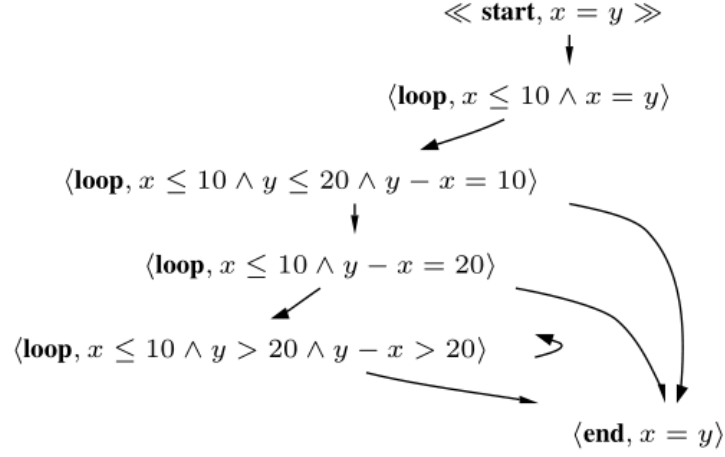 ≪ start, x = y ≫
⟨loop, x ≤ 10 ∧ x = y⟩
⟨loop, x ≤ 10 ∧ y ≤ 20 ∧ y − x = 10⟩
⟨loop, x ≤ 10 ∧ y − x = 20⟩
⟨loop, x ≤ 10 ∧ y > 20 ∧ y − x > 20⟩
⟨end, x = y⟩